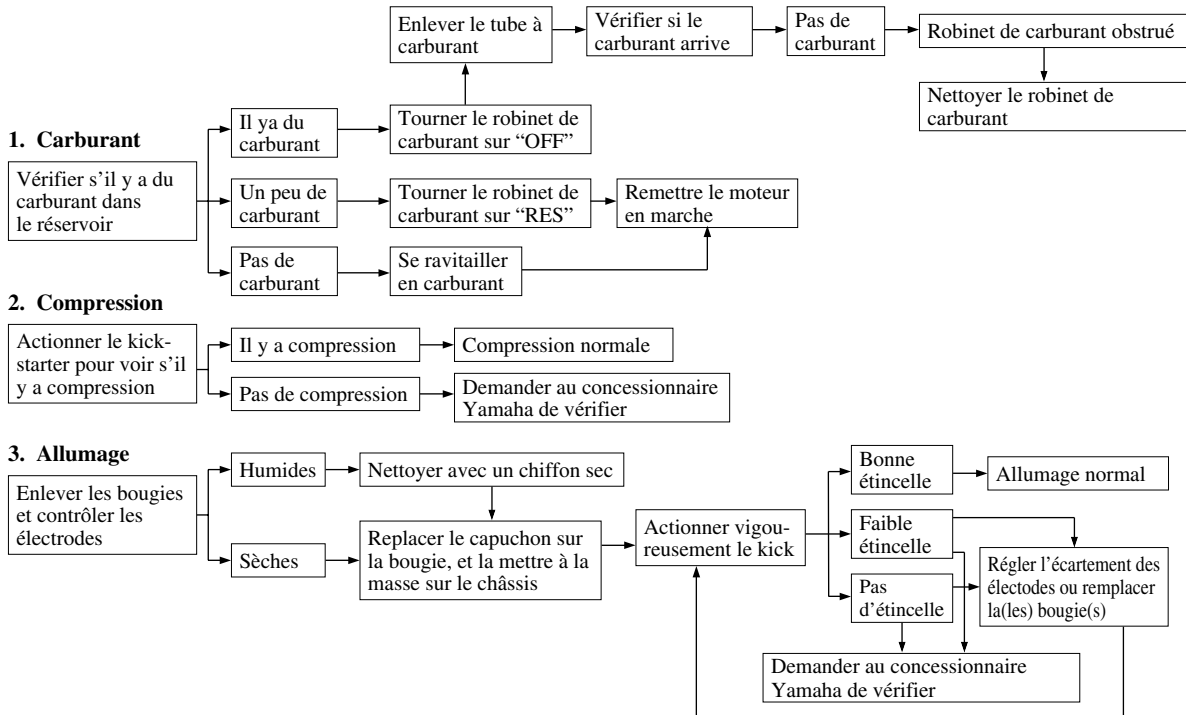 1. Carburant
Vérifier s’il y a du
carburant dans
le réservoir
Il ya du
carburant
Tourner le robinet de
carburant sur “OFF”
Enlever le tube à
carburant
Vérifier si le
carburant arrive
Pas de
carburant
Robinet de carburant obstrué
Nettoyer le robinet de
carburant
Un peu de
carburant
Tourner le robinet de
carburant sur “RES”
Remettre le moteur
en marche
Pas de
carburant
Se ravitailler
en carburant
2. Compression
Actionner le kick-
starter pour voir s’il
y a compression
Il y a compression
Compression normale
Pas de compression
Demander au concessionnaire
Yamaha de vérifier
3. Allumage
Enlever les bougies
et contrôler les
électrodes
Humides
Nettoyer avec un chiffon sec
Sèches
Replacer le capuchon sur
la bougie, et la mettre à la
masse sur le châssis
Actionner vigou-
reusement le kick
Bonne
étincelle
Allumage normal
Faible
étincelle
Pas
d’étincelle
Régler l’écartement des
électodes ou remplacer
la(les) bougie(s)
Demander au concessionnaire
Yamaha de vérifier